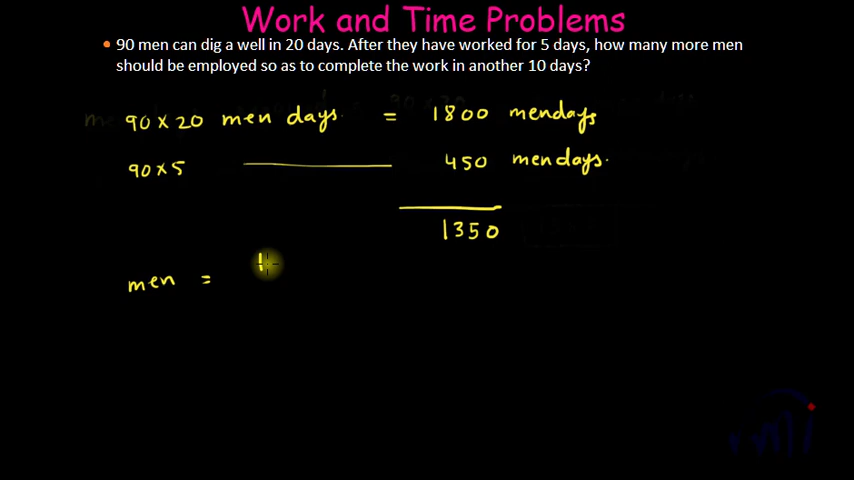 Work and Time Problems
• 90 men can dig a well in 20 days. After they have worked for 5 days, how many more men
should be employed so as to complete the work in another 10 days?
90 x 20 men days. = 1800 mendays
90 x 5 ——— 450 mendays.
1350
men = 1